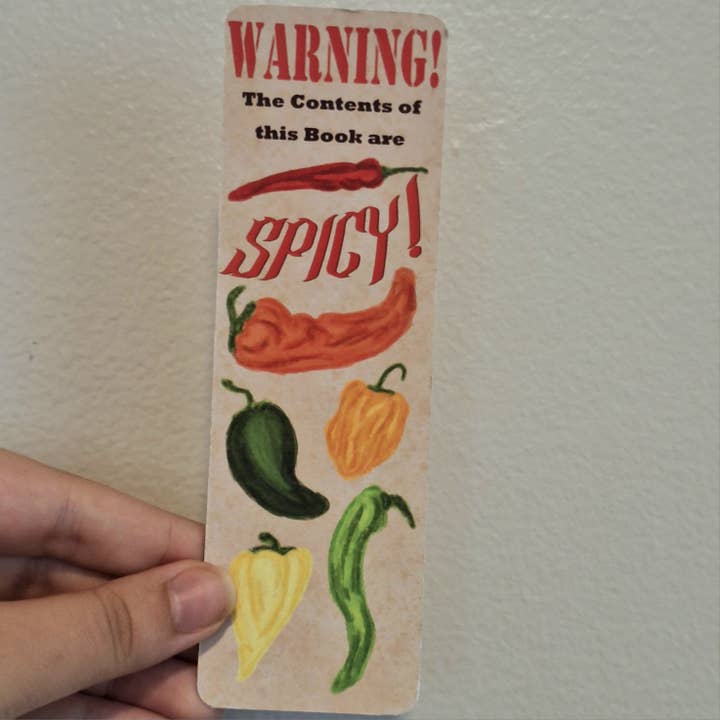 WARNING!
The Contents of
this Book are
SPICY!